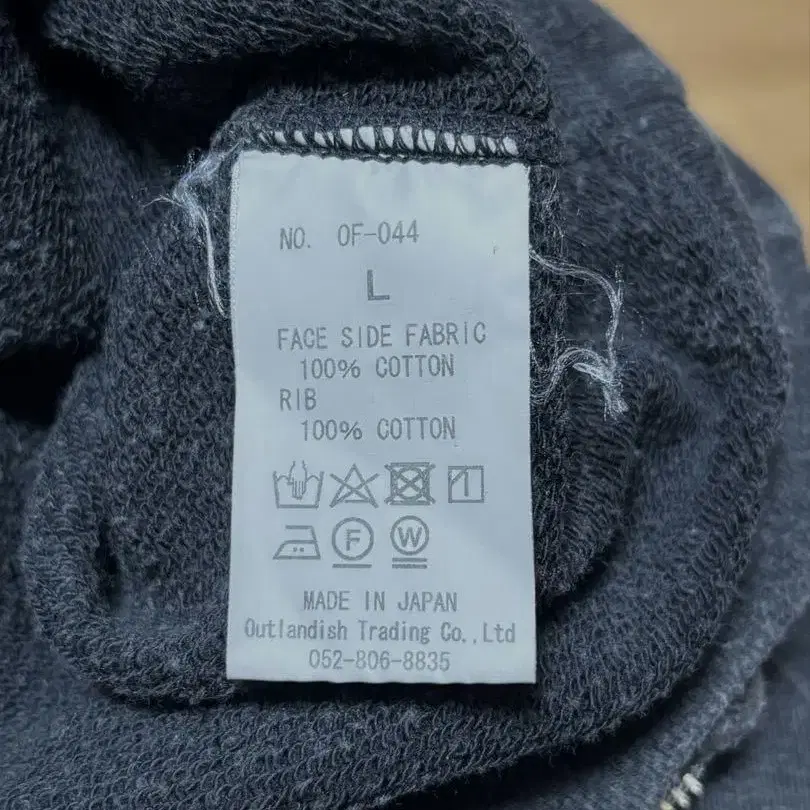 NO. OF-044
L
FACE SIDE FABRIC
100% COTTON
RIB
100% COTTON
F W
MADE IN JAPAN
Outlandish Trading Co.,Ltd
052-806-8835